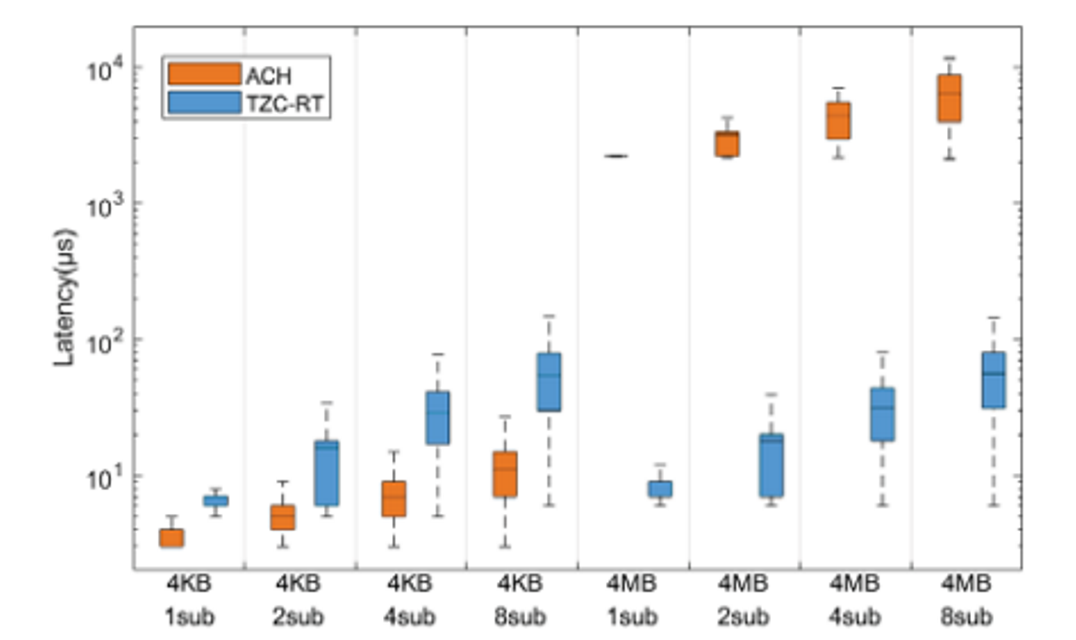 ACH
TZC-RT
Latency(μs)
10⁴
10³
10²
10¹
4KB 4KB 4KB 4KB 4MB 4MB 4MB 4MB
1sub 2sub 4sub 8sub 1sub 2sub 4sub 8sub